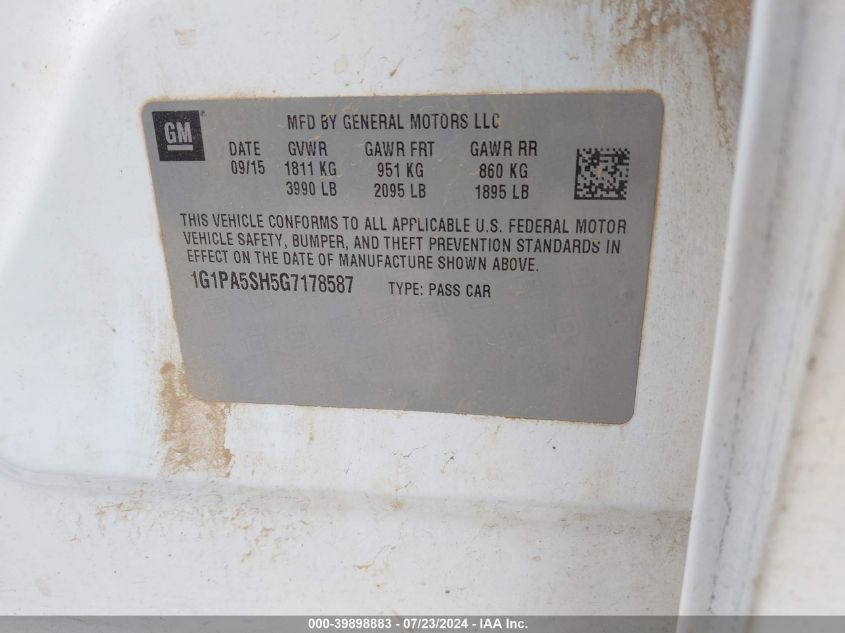 GM
MFD BY GENERAL MOTORS LLC
DATE GVWR GAWR FRT GAWR RR
09/15 1811 KG 951 KG 860 KG
3990 LB 2095 LB 1895 LB
THIS VEHICLE CONFORMS TO ALL APPLICABLE U.S. FEDERAL MOTOR
VEHICLE SAFETY, BUMPER, AND THEFT PREVENTION STANDARDS IN
EFFECT ON THE DATE OF MANUFACTURE SHOWN ABOVE.
1G1PA5SH5G7178587 TYPE: PASS CAR
000-39898883 - 07/23/2024 - IAA Inc.